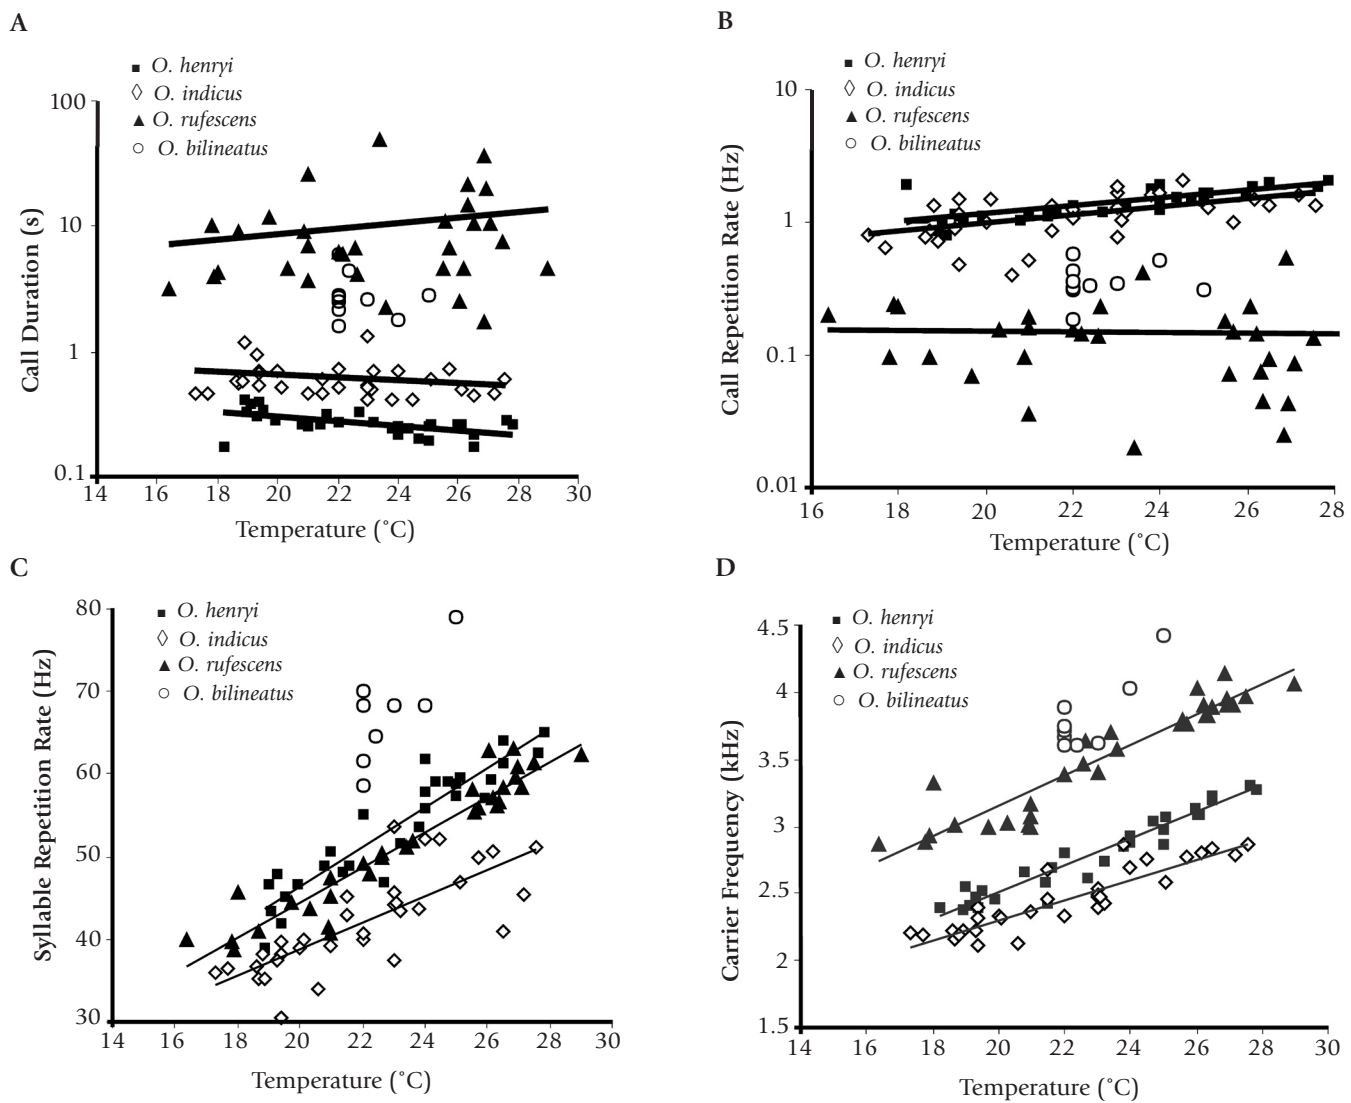 A
O. henryi
O. indicus
O. rufescens
O. bilineatus
100
10
1
0.1
14 16 18 20 22 24 26 28 30
Call Duration (s)
Temperature (˚C)
B
O. henryi
O. indicus
O. rufescens
O. bilineatus
10
1
0.1
0.01
16 18 20 22 24 26 28
Call Repetition Rate (Hz)
Temperature (˚C)
C
O. henryi
O. indicus
O. rufescens
O. bilineatus
80
70
60
50
40
30
14 16 18 20 22 24 26 28 30
Syllable Repetition Rate (Hz)
Temperature (˚C)
D
O. henryi
O. indicus
O. rufescens
O. bilineatus
4.5
4
3.5
3
2.5
2
1.5
14 16 18 20 22 24 26 28 30
Carrier Frequency (kHz)
Temperature (˚C)